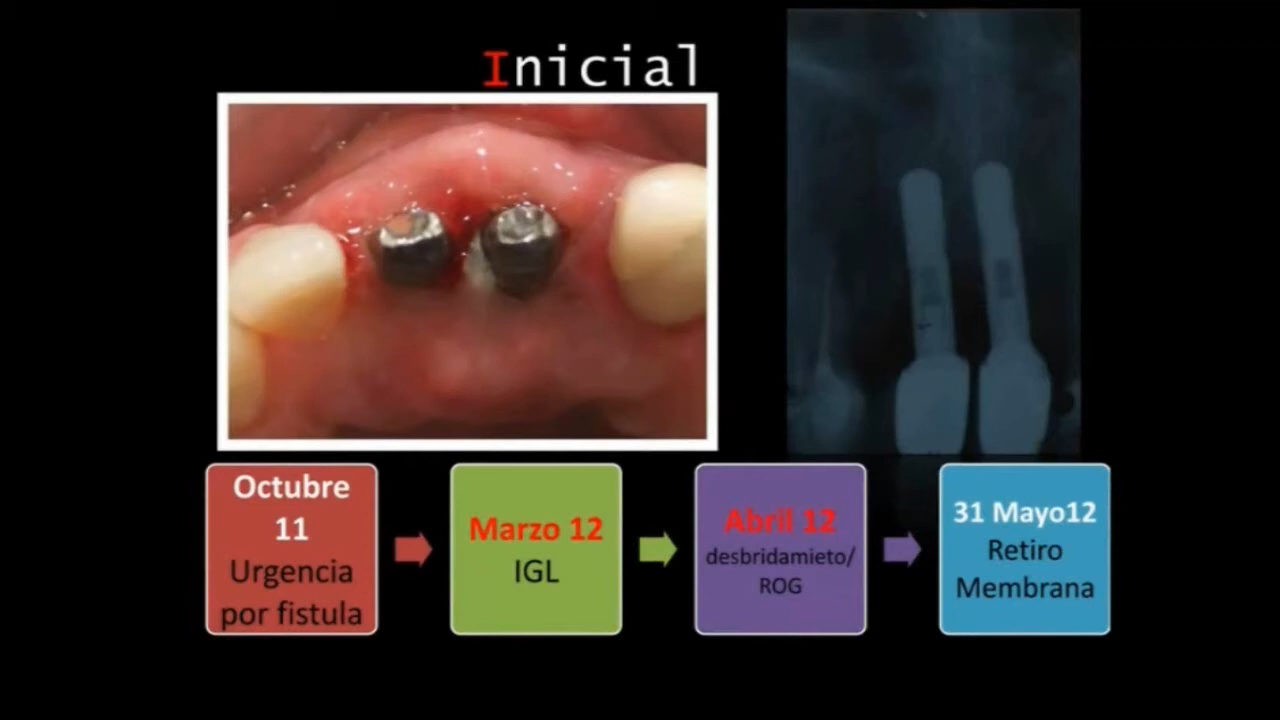 Inicial
Octubre
11
Urgencia
por fistula
Marzo 12
IGL
Abril 12
desbridamieto/
ROG
31 Mayo12
Retiro
Membrana